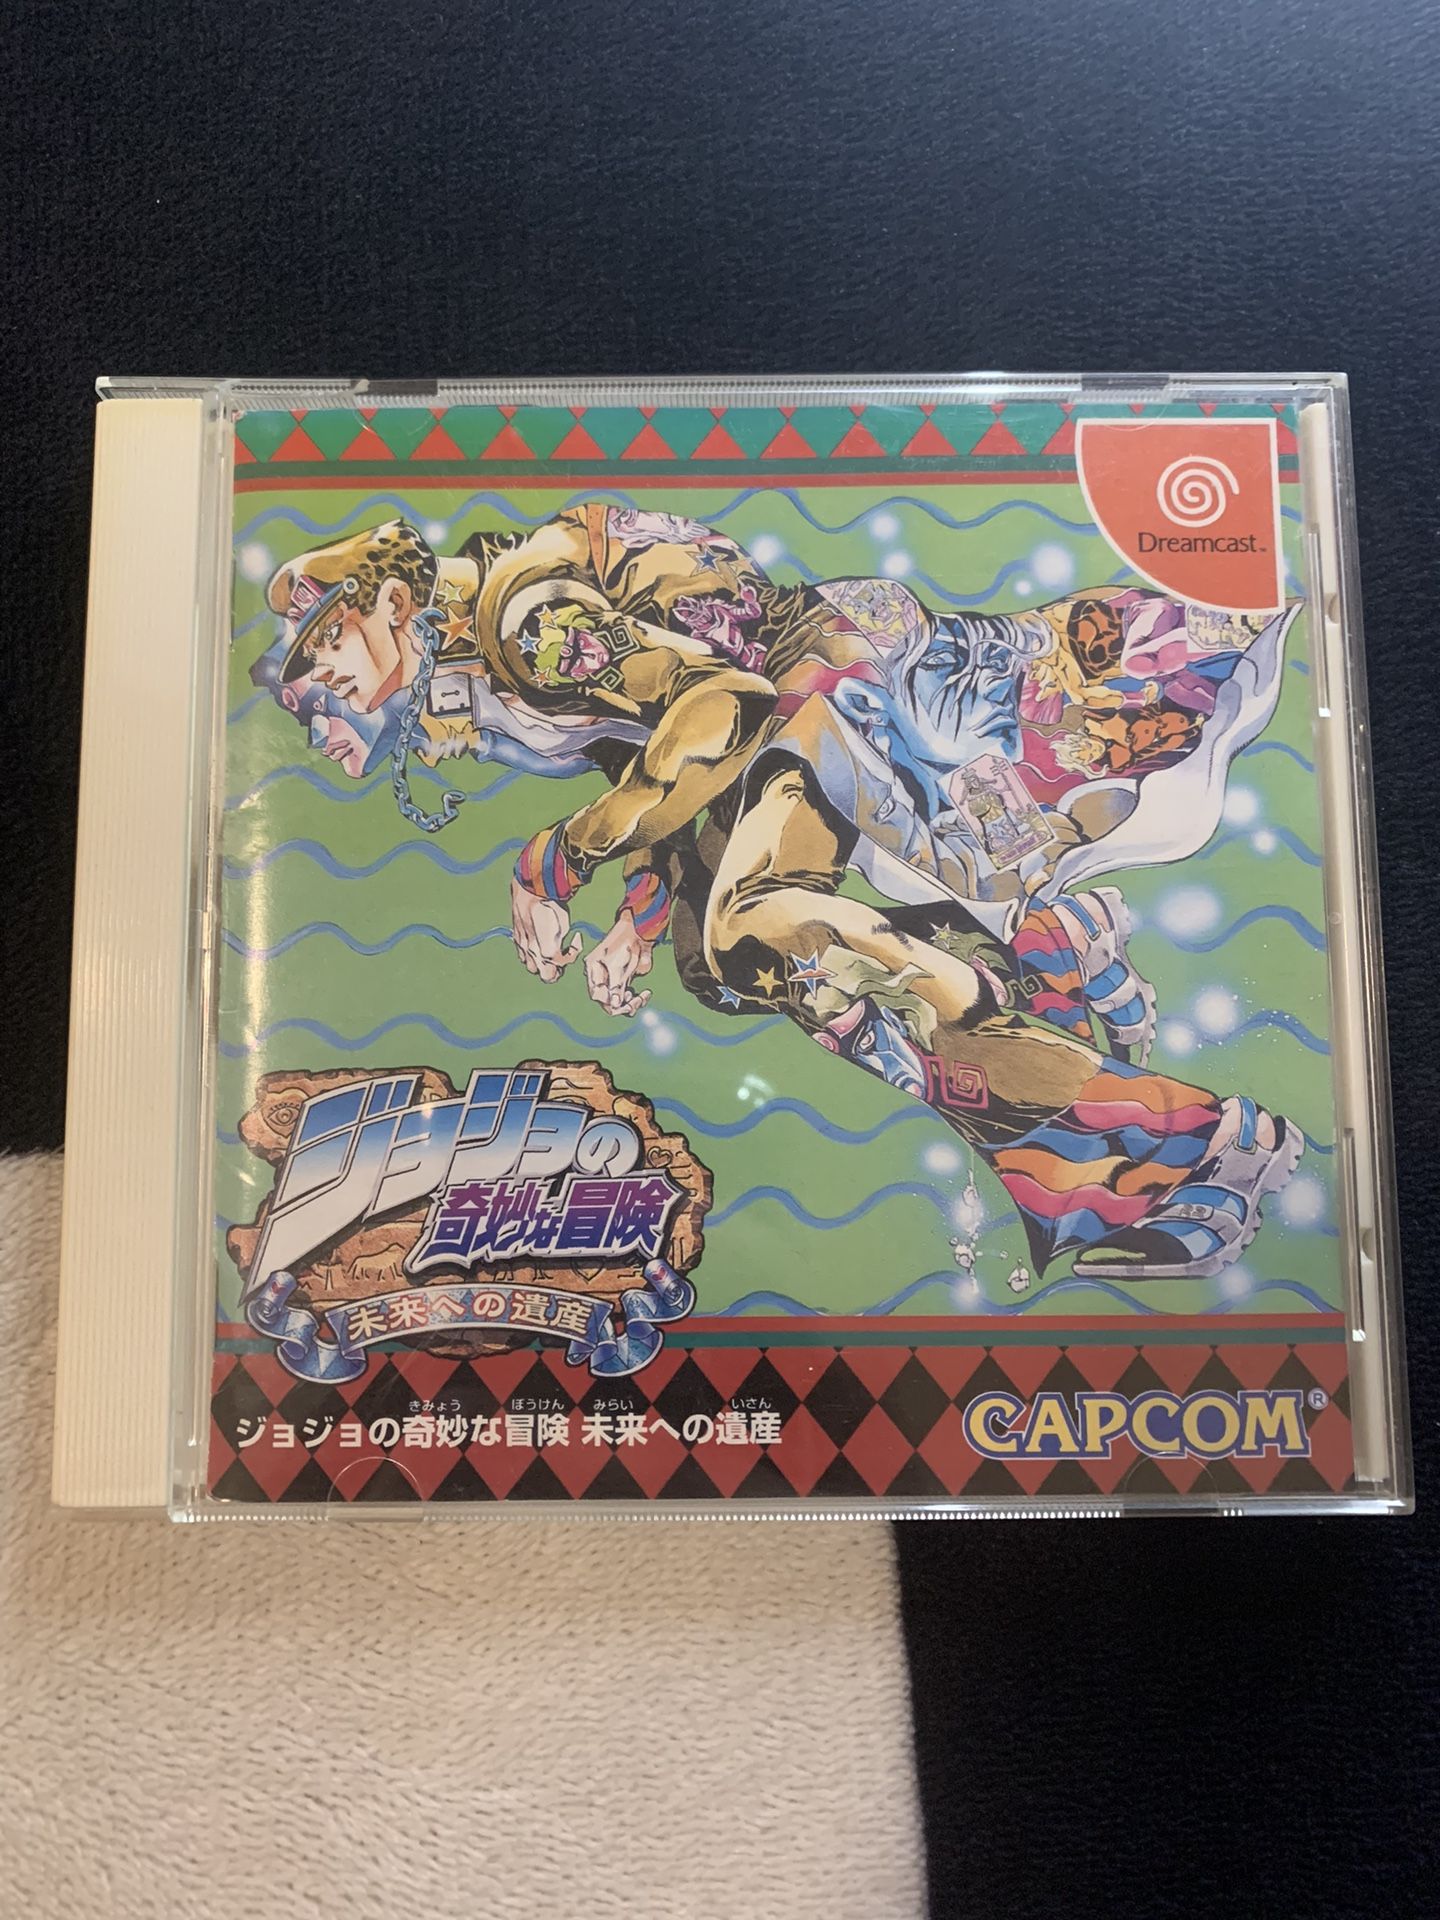 Dreamcast™
ジョジョの
奇妙な冒険
未来への遺産
きみょう ぼうけん みらい いさん
ジョジョの奇妙な冒険 未来への遺産
CAPCOM®